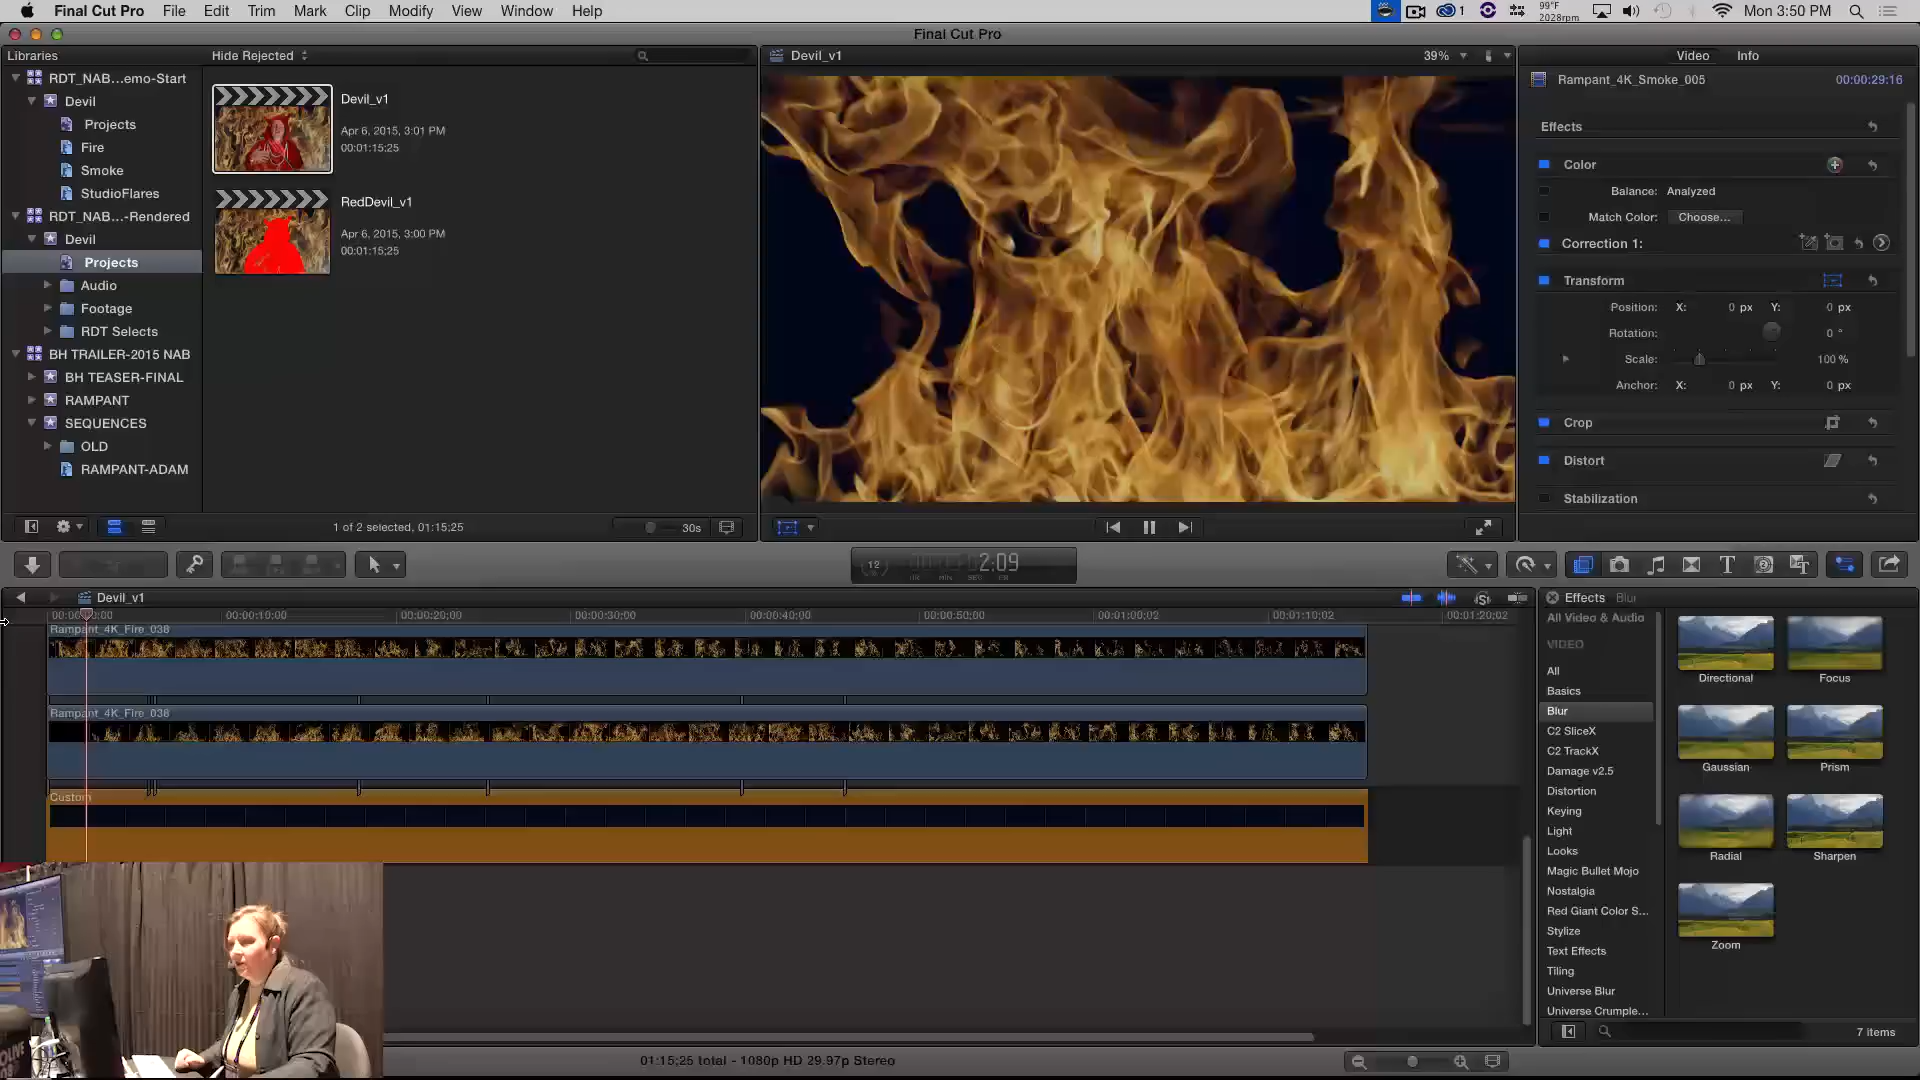 Final Cut Pro File Edit Trim Mark Clip Modify View Window Help
1 99°F 2028rpm Mon 3:50 PM
Final Cut Pro
Libraries Hide Rejected
Devil_v1 39%
Video Info
RDT_NAB...emo-Start
Devil
Projects
Fire
Smoke
StudioFlares
RDT_NAB...-Rendered
Devil
Projects
Audio
Footage
RDT Selects
BH TRAILER-2015 NAB
BH TEASER-FINAL
RAMPANT
SEQUENCES
OLD
RAMPANT-ADAM
Devil_v1
Apr 6, 2015, 3:01 PM
00:01:15:25
RedDevil_v1
Apr 6, 2015, 3:00 PM
00:01:15;25
1 of 2 selected, 01:15;25 30s
Rampant_4K_Smoke_005 00:00:29:16
Effects
Color
Balance: Analyzed
Match Color: Choose...
Correction 1:
Transform
Position: X: 0 px Y: 0 px
Rotation: 0 °
Scale: 100 %
Anchor: X: 0 px Y: 0 px
Crop
Distort
Stabilization
12 2:09
HR MIN SEC FR
Devil_v1
00:00:10;00 00:00:20;00 00:00:30;00 00:00:40;00 00:00:50;00 00:01:00;02 00:01:10;02 00:01:20;02
Rampant_4K_Fire_038
Rampant_4K_Fire_038
Custom
01:15;25 total - 1080p HD 29.97p Stereo
Effects Blur
All Video & Audio
VIDEO
All
Basics
Blur
C2 SliceX
C2 TrackX
Damage v2.5
Distortion
Keying
Light
Looks
Magic Bullet Mojo
Nostalgia
Red Giant Color S...
Stylize
Text Effects
Tiling
Universe Blur
Universe Crumple...
Directional Focus
Gaussian Prism
Radial Sharpen
Zoom
7 items